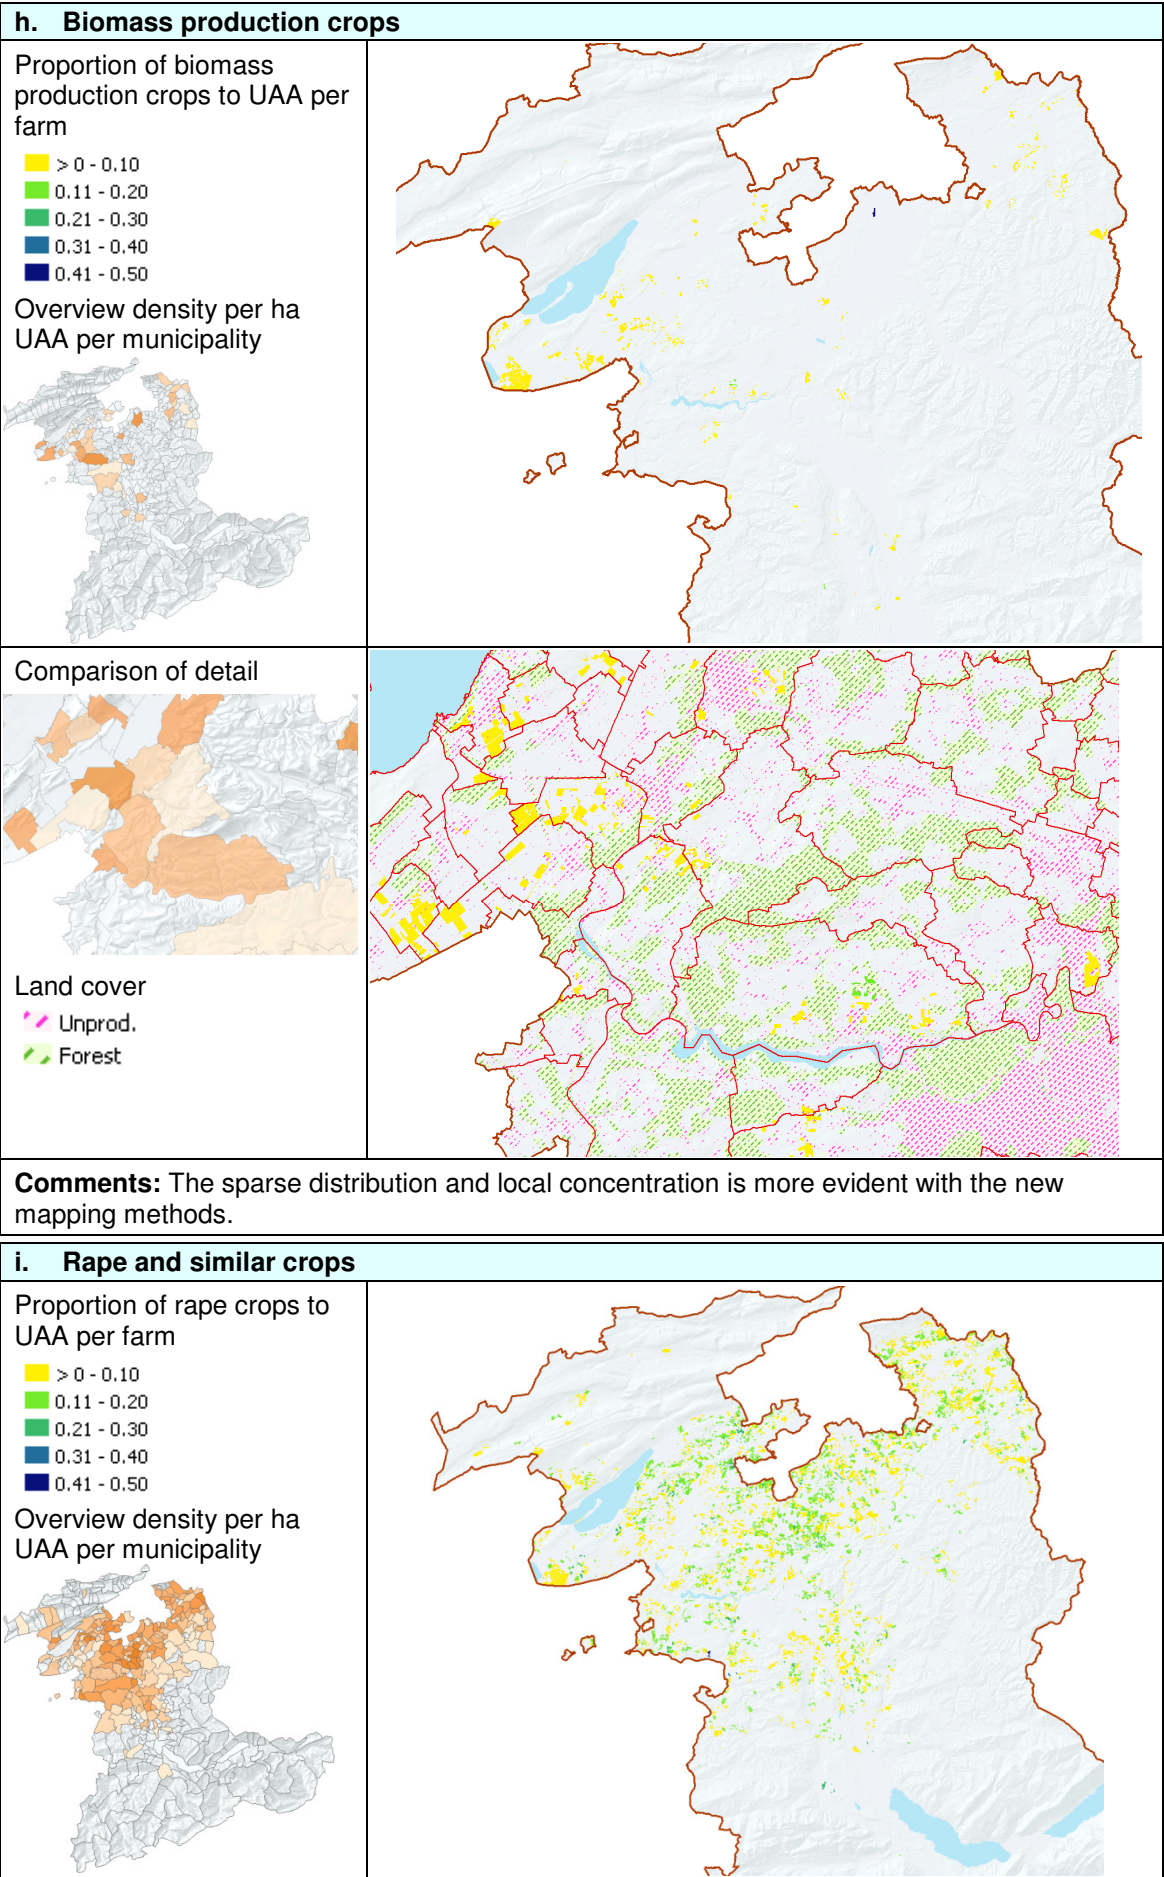 h. Biomass production crops
Proportion of biomass
production crops to UAA per
farm
> 0 - 0.10
0.11 - 0.20
0.21 - 0.30
0.31 - 0.40
0.41 - 0.50
Overview density per ha
UAA per municipality
Comparison of detail
Land cover
Unprod.
Forest
Comments: The sparse distribution and local concentration is more evident with the new
mapping methods.
i. Rape and similar crops
Proportion of rape crops to
UAA per farm
> 0 - 0.10
0.11 - 0.20
0.21 - 0.30
0.31 - 0.40
0.41 - 0.50
Overview density per ha
UAA per municipality